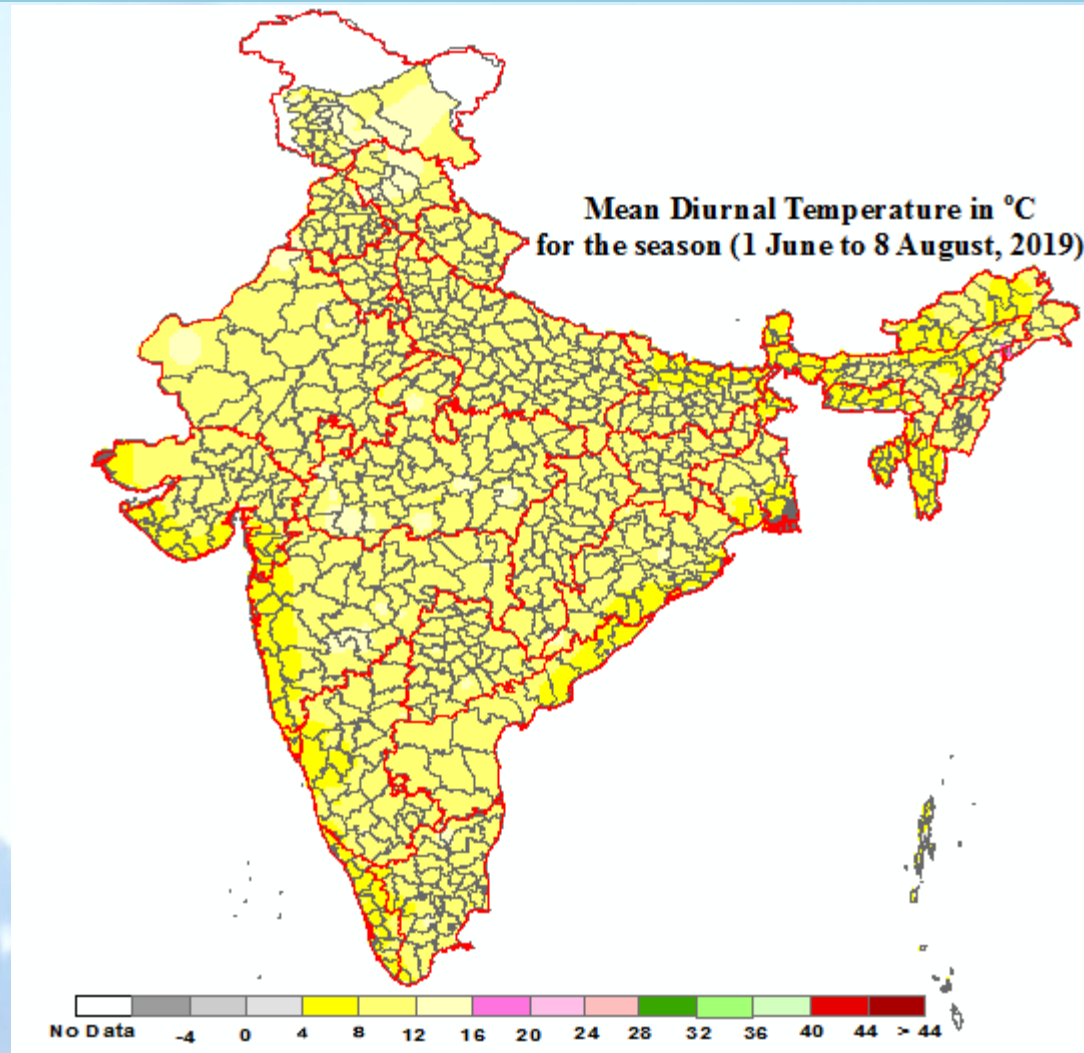 Mean Diurnal Temperature in °C
for the season (1 June to 8 August, 2019)
No Data -4 0 4 8 12 16 20 24 28 32 36 40 44 > 44